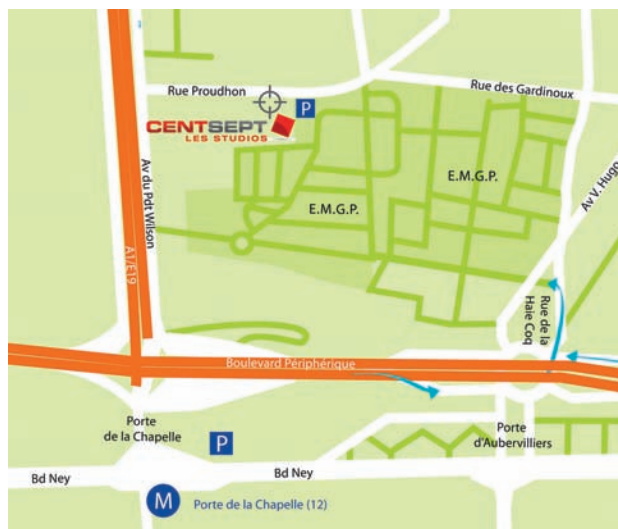 Rue Proudhon
P
Rue des Gardinoux
CENTSEPT
LES STUDIOS
E.M.G.P.
E.M.G.P.
Av V. Hugo
Av du Pdt Wilson
A1/E19
Rue de la
Haie Coq
Boulevard Périphérique
Porte
de la Chapelle
P
Porte
d'Aubervilliers
Bd Ney
Bd Ney
M
Porte de la Chapelle (12)